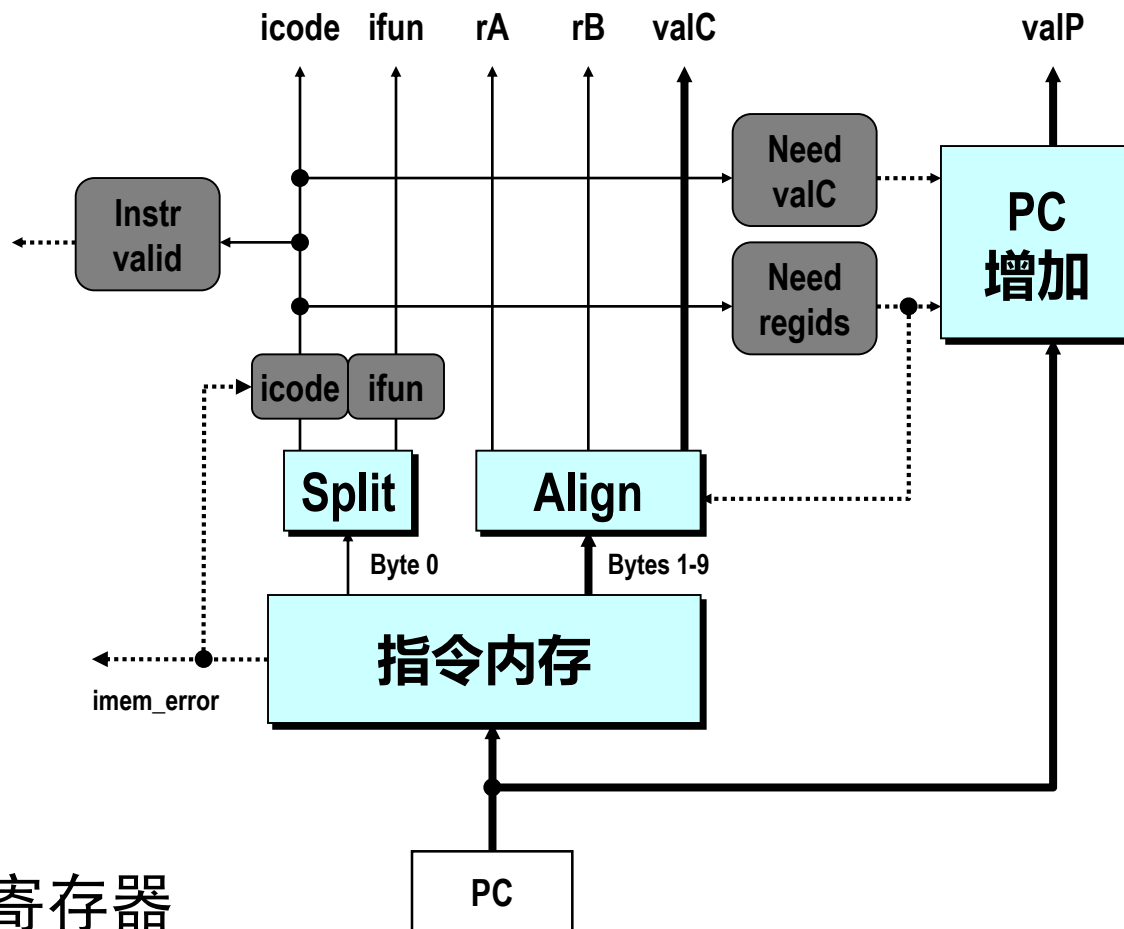 icode ifun rA rB valC valP
Need
valC
Instr
valid
PC
增加
Need
regids
icode ifun
Split
Align
Byte 0
Bytes 1-9
指令内存
imem_error
PC
寄存器